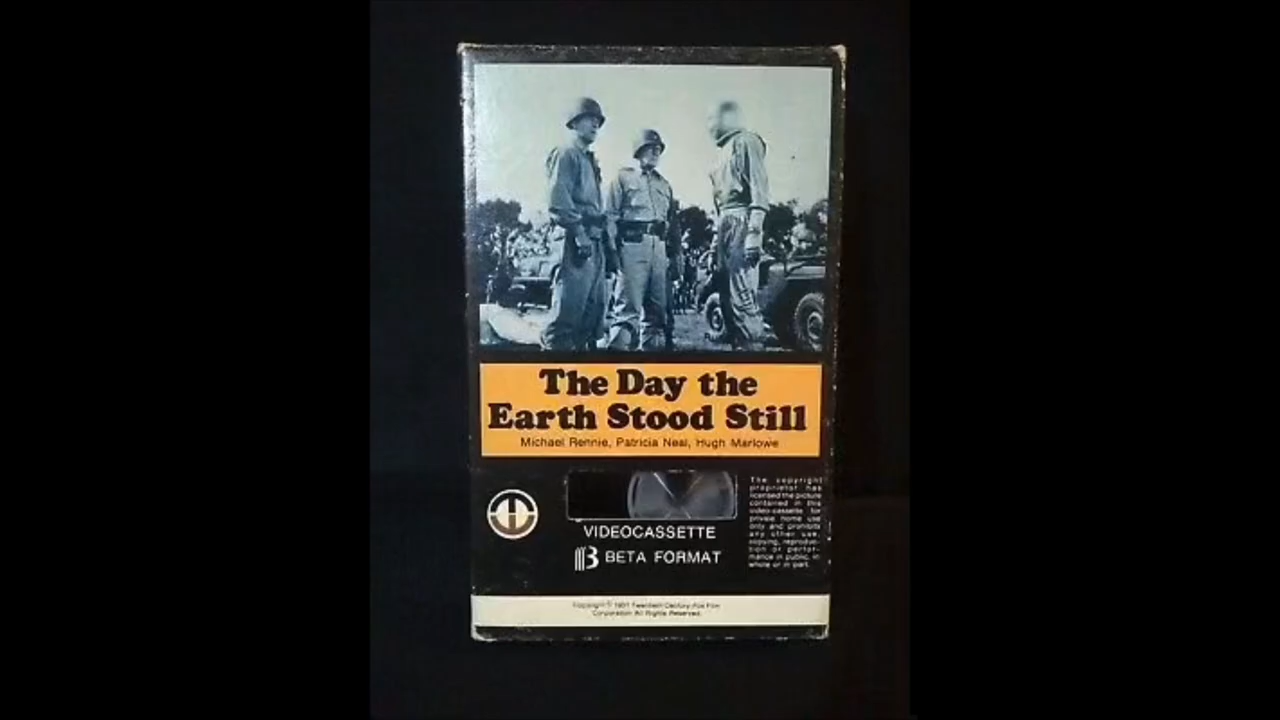 The Day the
Earth Stood Still
Michael Rennie, Patricia Neal, Hugh Marlowe
The copyright
proprietor has
licensed the picture
contained in this
video cassette for
private home use
only and prohibits
any other use,
copying, reproduc-
tion or perfor-
mance in public, in
whole or in part.
VIDEOCASSETTE
BETA FORMAT
Copyright © 1951 Twentieth Century-Fox Film
Corporation All Rights Reserved.